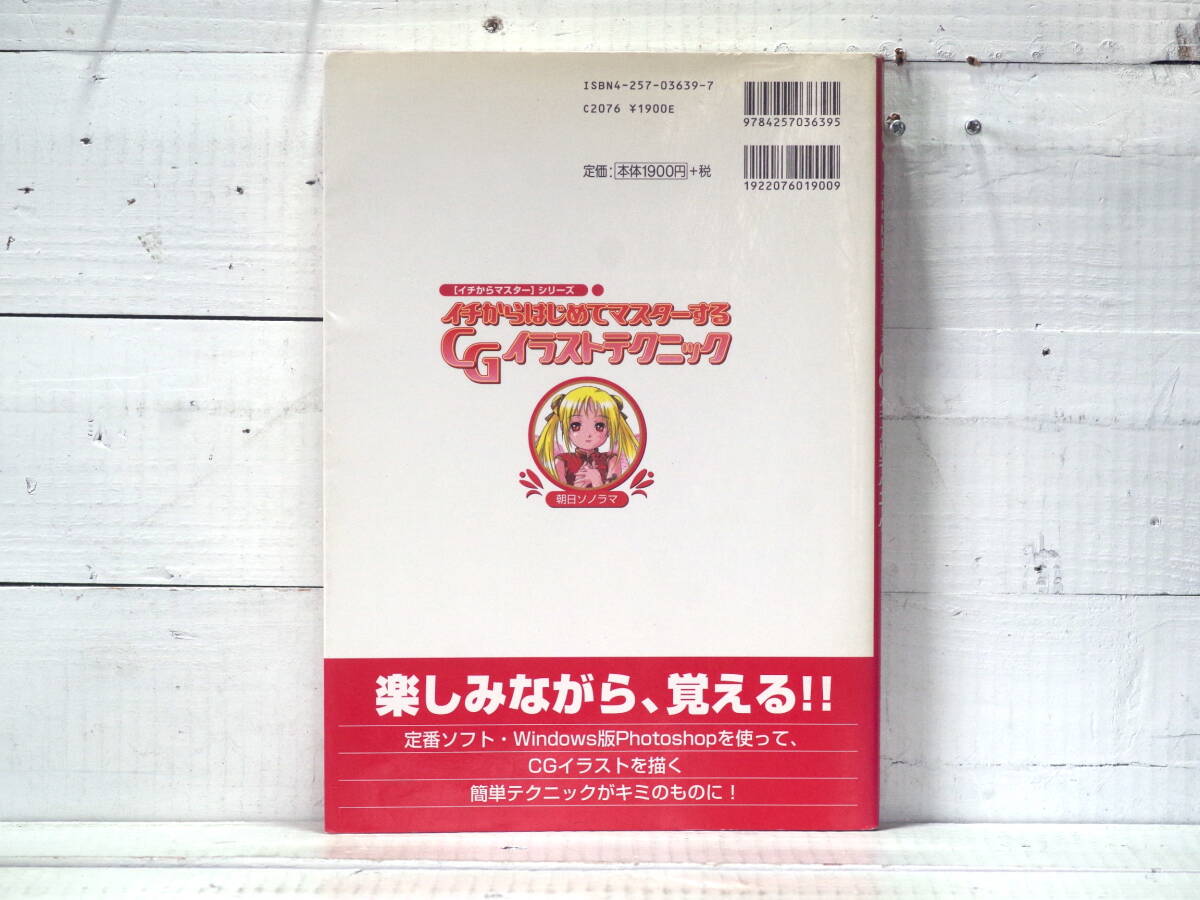 ISBN4-257-03639-7
C2076 ¥1900E
9784257036395
定価:本体1900円+税
1922076019009
[イチからマスター]シリーズ
イチからはじめてマスターする
CGイラストテクニック
朝日ソノラマ
楽しみながら、覚える!!
定番ソフト・Windows版Photoshopを使って、
CGイラストを描く
簡単テクニックがキミのものに!